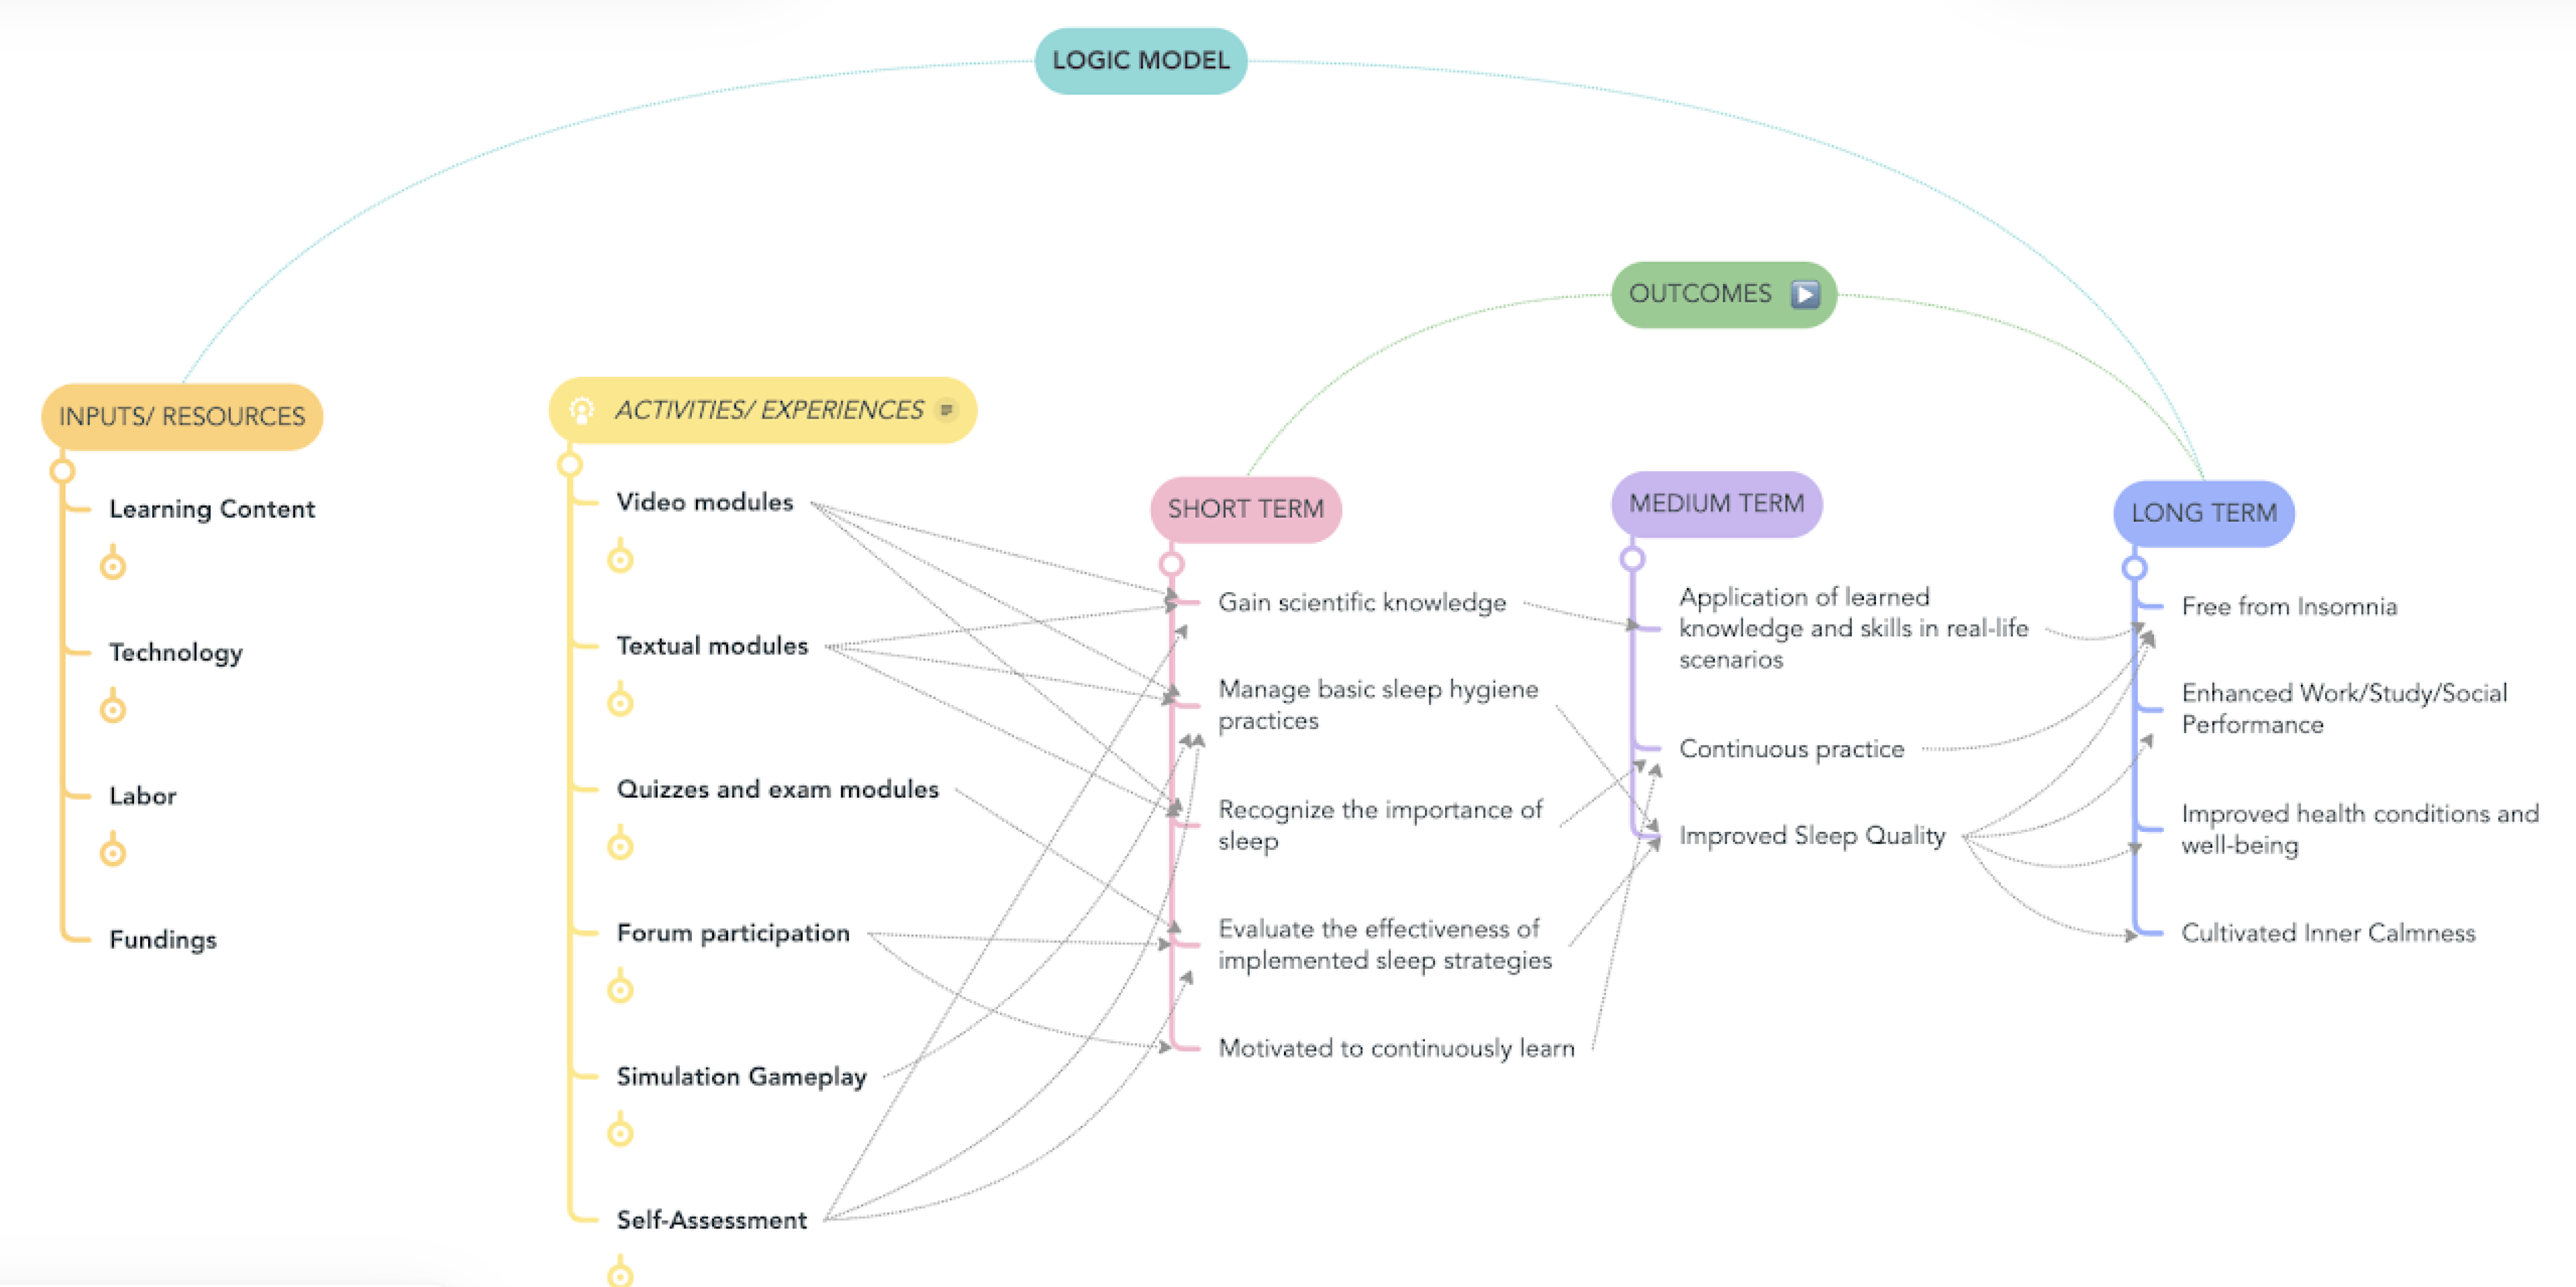 LOGIC MODEL
OUTCOMES
INPUTS/ RESOURCES
Learning Content
Technology
Labor
Fundings
ACTIVITIES/ EXPERIENCES
Video modules
Textual modules
Quizzes and exam modules
Forum participation
Simulation Gameplay
Self-Assessment
SHORT TERM
Gain scientific knowledge
Manage basic sleep hygiene
practices
Recognize the importance of
sleep
Evaluate the effectiveness of
implemented sleep strategies
Motivated to continuously learn
MEDIUM TERM
Application of learned
knowledge and skills in real-life
scenarios
Continuous practice
Improved Sleep Quality
LONG TERM
Free from Insomnia
Enhanced Work/Study/Social
Performance
Improved health conditions and
well-being
Cultivated Inner Calmness